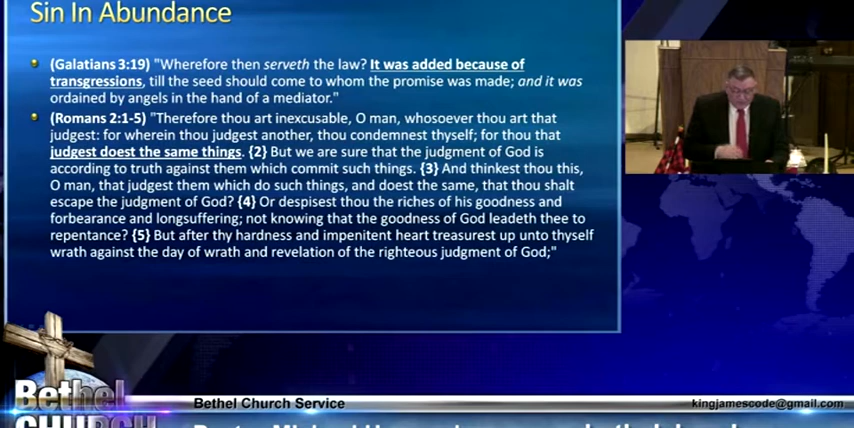 Sin In Abundance
(Galatians 3:19) "Wherefore then serveth the law? It was added because of
transgressions, till the seed should come to whom the promise was made; and it was
ordained by angels in the hand of a mediator."
(Romans 2:1-5) "Therefore thou art inexcusable, O man, whosoever thou art that
judgest: for wherein thou judgest another, thou condemnest thyself; for thou that
judgest doest the same things. {2} But we are sure that the judgment of God is
according to truth against them which commit such things. {3} And thinkest thou this,
O man, that judgest them which do such things, and doest the same, that thou shalt
escape the judgment of God? {4} Or despisest thou the riches of his goodness and
forbearance and longsuffering; not knowing that the goodness of God leadeth thee to
repentance? {5} But after thy hardness and impenitent heart treasurest up unto thyself
wrath against the day of wrath and revelation of the righteous judgment of God;"
Bethel
CHURCH
Bethel Church Service
kingjamescode@gmail.com